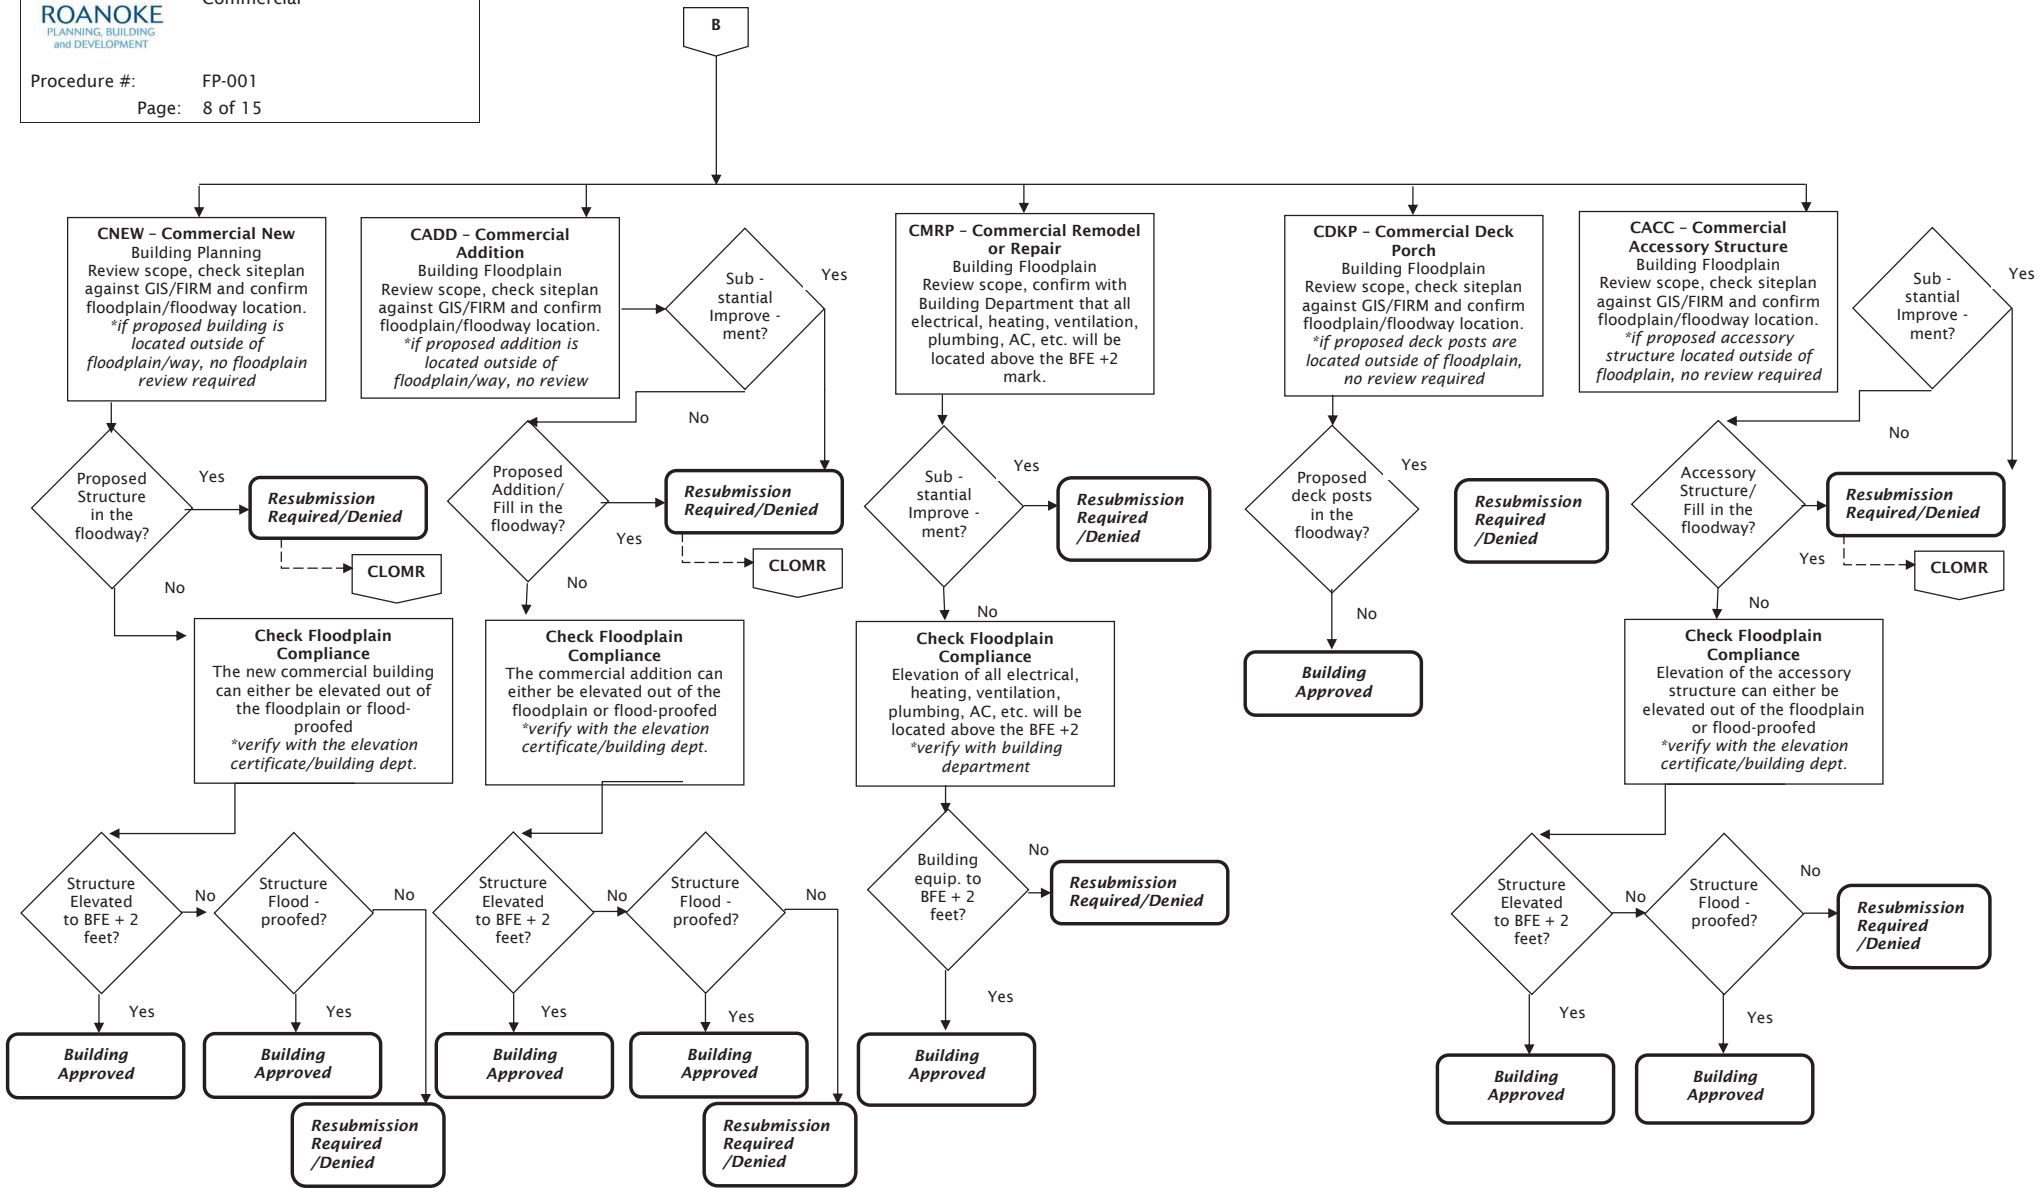 Commercial
ROANOKE
PLANNING, BUILDING
and DEVELOPMENT
Procedure #: FP-001
Page: 8 of 15
B
CNEW – Commercial New
Building Planning
Review scope, check siteplan
against GIS/FIRM and confirm
floodplain/floodway location.
*if proposed building is
located outside of
floodplain/way, no floodplain
review required
CADD – Commercial
Addition
Building Floodplain
Review scope, check siteplan
against GIS/FIRM and confirm
floodplain/floodway location.
*if proposed addition is
located outside of
floodplain/way, no review
Sub -
stantial
Improve -
ment?
Yes
No
CMRP – Commercial Remodel
or Repair
Building Floodplain
Review scope, confirm with
Building Department that all
electrical, heating, ventilation,
plumbing, AC, etc. will be
located above the BFE +2
mark.
CDKP – Commercial Deck
Porch
Building Floodplain
Review scope, check siteplan
against GIS/FIRM and confirm
floodplain/floodway location.
*if proposed deck posts are
located outside of floodplain,
no review required
CACC – Commercial
Accessory Structure
Building Floodplain
Review scope, check siteplan
against GIS/FIRM and confirm
floodplain/floodway location.
*if proposed accessory
structure located outside of
floodplain, no review required
Sub -
stantial
Improve -
ment?
Yes
No
Proposed
Structure
in the
floodway?
Yes
Resubmission
Required/Denied
CLOMR
No
Proposed
Addition/
Fill in the
floodway?
Yes
Resubmission
Required/Denied
CLOMR
No
Sub -
stantial
Improve -
ment?
Yes
Resubmission
Required
/Denied
No
Proposed
deck posts
in the
floodway?
Yes
Resubmission
Required
/Denied
No
Building
Approved
Accessory
Structure/
Fill in the
floodway?
Yes
Resubmission
Required/Denied
CLOMR
No
Check Floodplain
Compliance
The new commercial building
can either be elevated out of
the floodplain or flood-
proofed
*verify with the elevation
certificate/building dept.
Check Floodplain
Compliance
The commercial addition can
either be elevated out of the
floodplain or flood-proofed
*verify with the elevation
certificate/building dept.
Check Floodplain
Compliance
Elevation of all electrical,
heating, ventilation,
plumbing, AC, etc. will be
located above the BFE +2
*verify with building
department
Check Floodplain
Compliance
Elevation of the accessory
structure can either be
elevated out of the floodplain
or flood-proofed
*verify with the elevation
certificate/building dept.
Structure
Elevated
to BFE + 2
feet?
No
Structure
Flood -
proofed?
No
Yes
Yes
Building
Approved
Building
Approved
Resubmission
Required
/Denied
Structure
Elevated
to BFE + 2
feet?
No
Structure
Flood -
proofed?
No
Yes
Yes
Building
Approved
Building
Approved
Resubmission
Required
/Denied
Building
equip. to
BFE + 2
feet?
No
Resubmission
Required/Denied
Yes
Building
Approved
Structure
Elevated
to BFE + 2
feet?
No
Structure
Flood -
proofed?
No
Resubmission
Required
/Denied
Yes
Yes
Building
Approved
Building
Approved